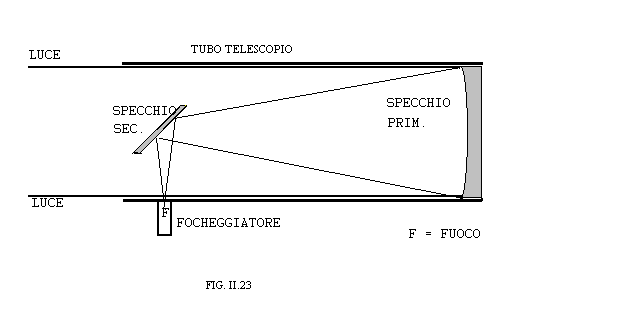 TUBO TELESCOPIO
LUCE
SPECCHIO
SEC.
SPECCHIO
PRIM.
LUCE
F
FOCHEGGIATORE
F = FUOCO
FIG. II.23